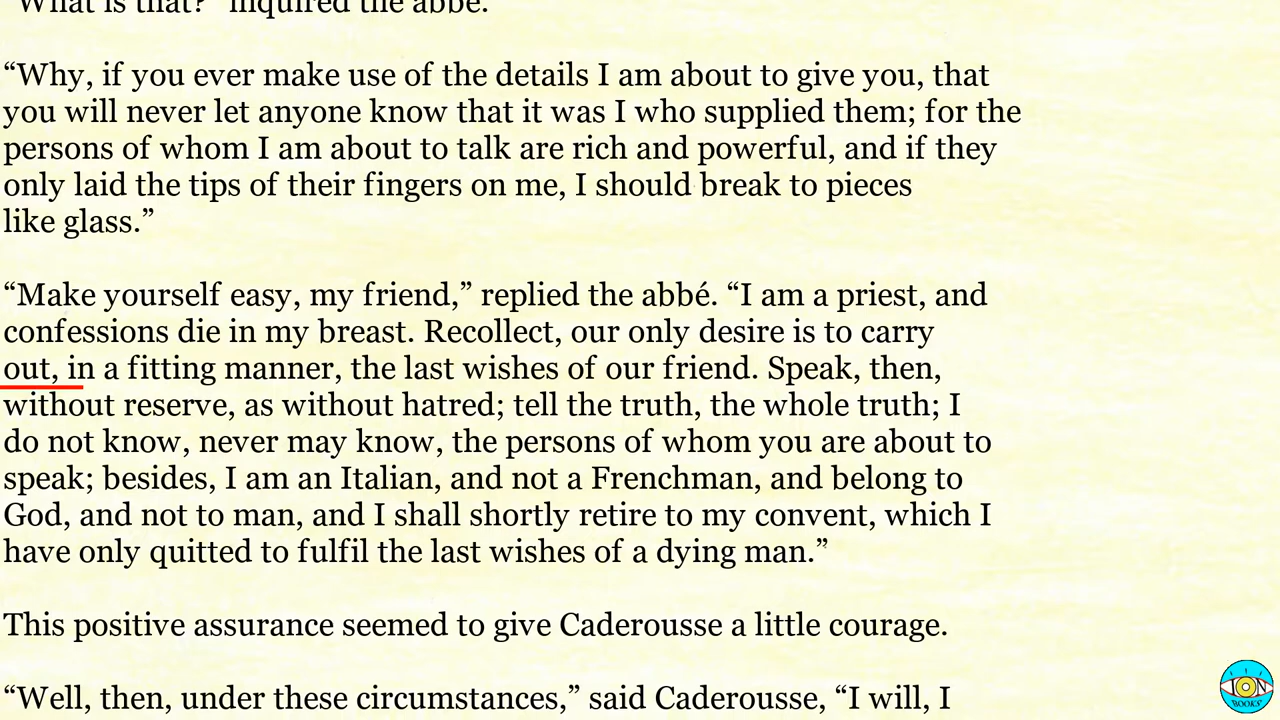 “What is that?” inquired the abbé.
“Why, if you ever make use of the details I am about to give you, that
you will never let anyone know that it was I who supplied them; for the
persons of whom I am about to talk are rich and powerful, and if they
only laid the tips of their fingers on me, I should break to pieces
like glass.”
“Make yourself easy, my friend,” replied the abbé. “I am a priest, and
confessions die in my breast. Recollect, our only desire is to carry
out, in a fitting manner, the last wishes of our friend. Speak, then,
without reserve, as without hatred; tell the truth, the whole truth; I
do not know, never may know, the persons of whom you are about to
speak; besides, I am an Italian, and not a Frenchman, and belong to
God, and not to man, and I shall shortly retire to my convent, which I
have only quitted to fulfil the last wishes of a dying man.”
This positive assurance seemed to give Caderousse a little courage.
“Well, then, under these circumstances,” said Caderousse, “I will, I
ION
BOOKS